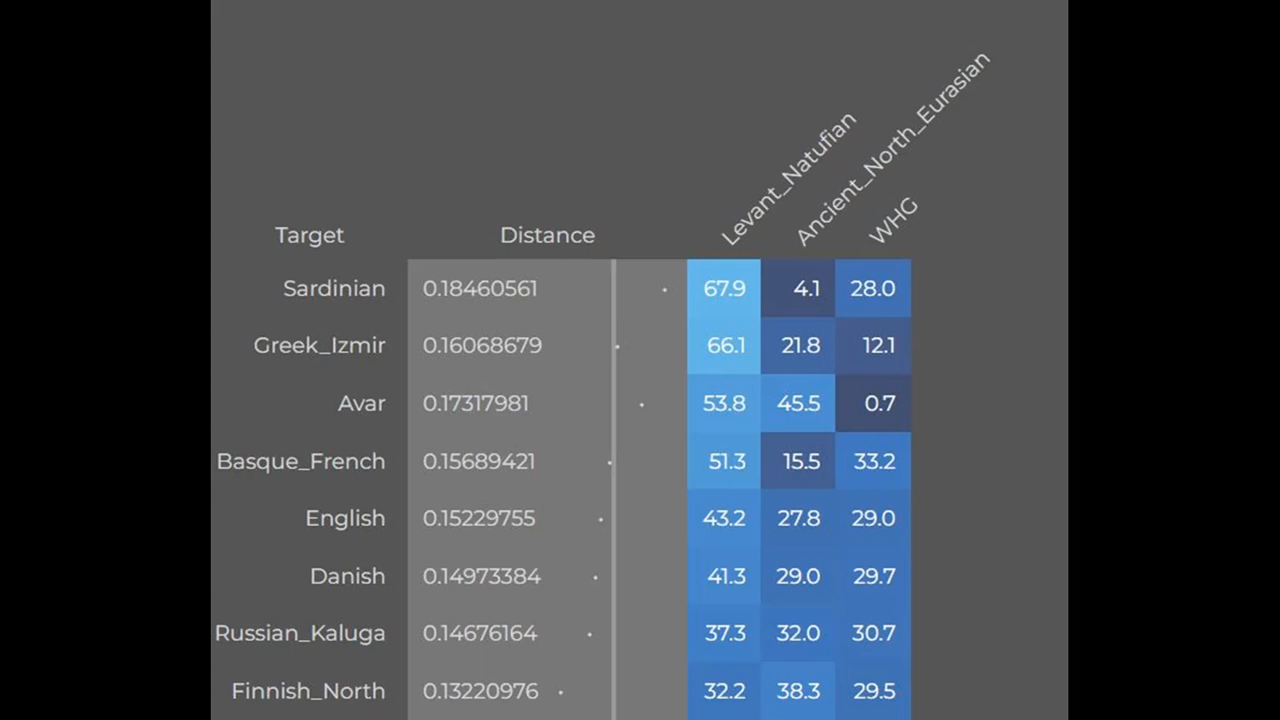 Levant_Natufian
Ancient_North_Eurasian
WHG
Target Distance
Sardinian 0.18460561 67.9 4.1 28.0
Greek_Izmir 0.16068679 66.1 21.8 12.1
Avar 0.17317981 53.8 45.5 0.7
Basque_French 0.15689421 51.3 15.5 33.2
English 0.15229755 43.2 27.8 29.0
Danish 0.14973384 41.3 29.0 29.7
Russian_Kaluga 0.14676164 37.3 32.0 30.7
Finnish_North 0.13220976 32.2 38.3 29.5